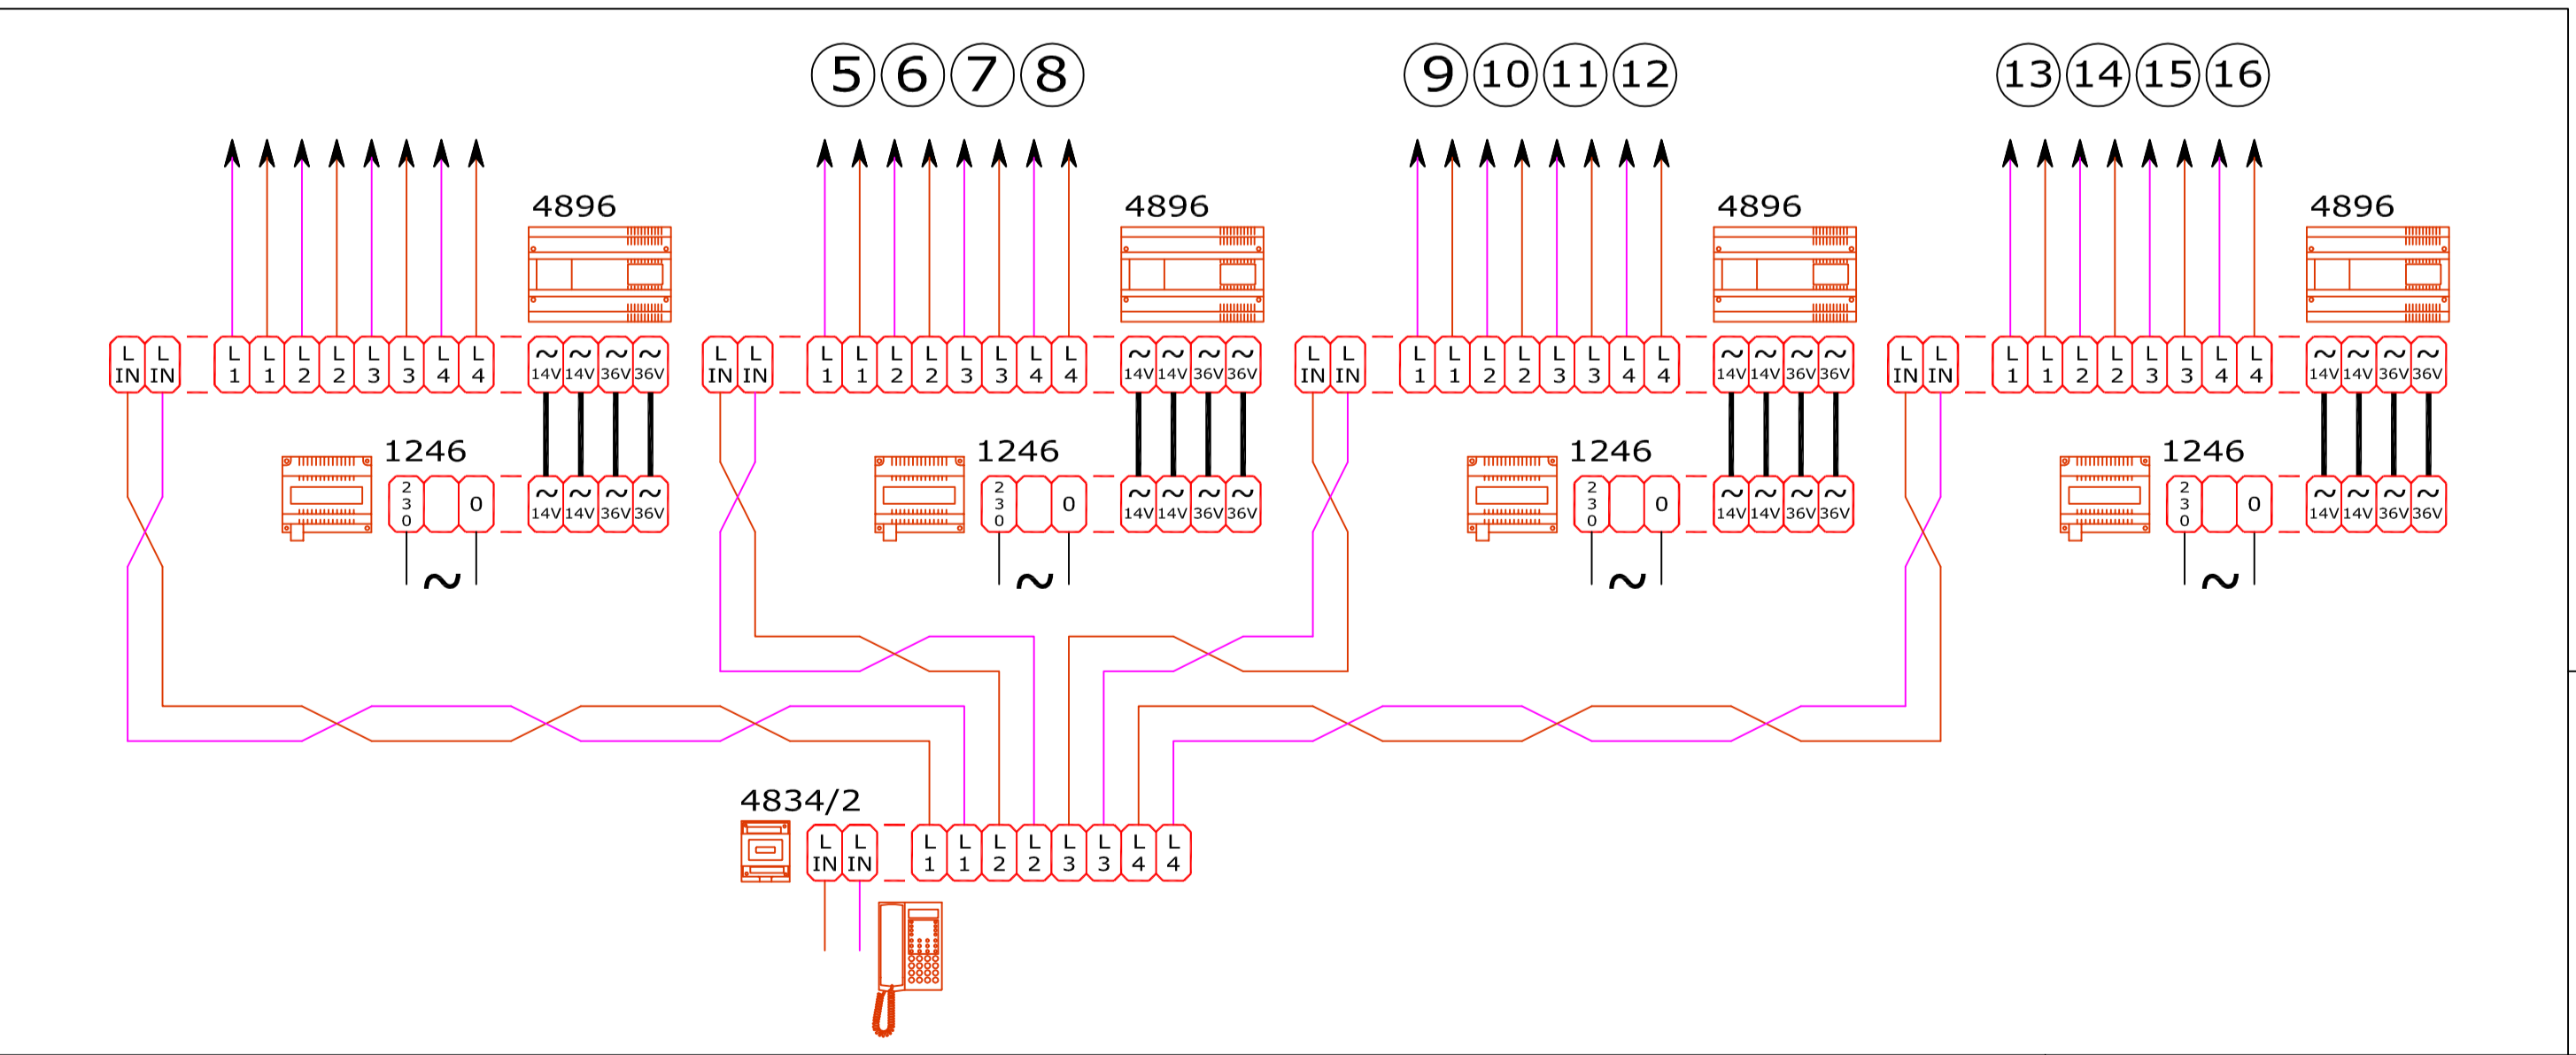 5 6 7 8 9 10 11 12 13 14 15 16
4896 4896 4896 4896
L IN L IN L 1 L 1 L 2 L 2 L 3 L 3 L 4 L 4 ~ 14V ~ 14V ~ 36V ~ 36V L IN L IN L 1 L 1 L 2 L 2 L 3 L 3 L 4 L 4 ~ 14V ~ 14V ~ 36V ~ 36V L IN L IN L 1 L 1 L 2 L 2 L 3 L 3 L 4 L 4 ~ 14V ~ 14V ~ 36V ~ 36V L IN L IN L 1 L 1 L 2 L 2 L 3 L 3 L 4 L 4 ~ 14V ~ 14V ~ 36V ~ 36V
1246 1246 1246 1246
230 0 ~ 14V ~ 14V ~ 36V ~ 36V 230 0 ~ 14V ~ 14V ~ 36V ~ 36V 230 0 ~ 14V ~ 14V ~ 36V ~ 36V 230 0 ~ 14V ~ 14V ~ 36V ~ 36V
~ ~ ~ ~
4834/2
L IN L IN L 1 L 1 L 2 L 2 L 3 L 3 L 4 L 4